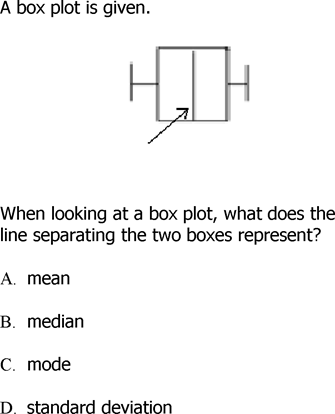 A box plot is given.
When looking at a box plot, what does the
line separating the two boxes represent?
A. mean
B. median
C. mode
D. standard deviation